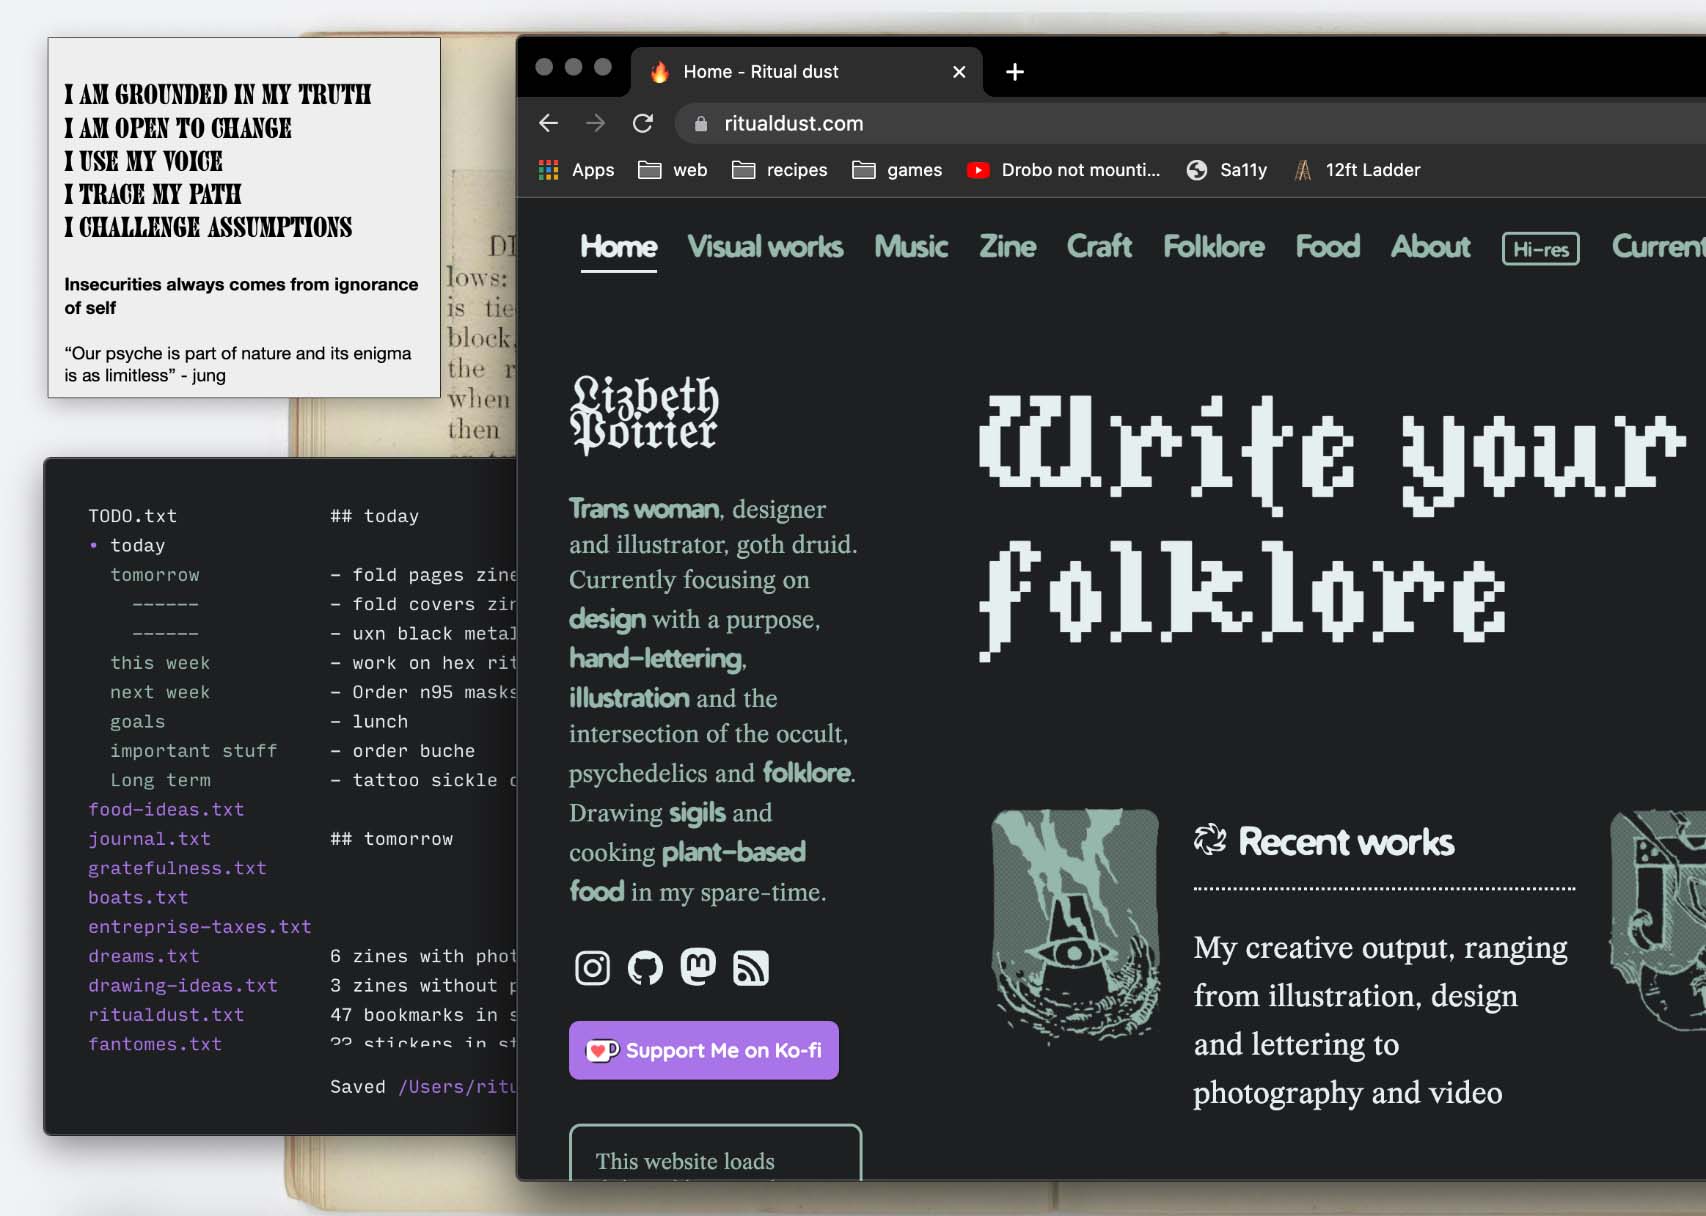 I AM GROUNDED IN MY TRUTH
I AM OPEN TO CHANGE
I USE MY VOICE
I TRACE MY PATH
I CHALLENGE ASSUMPTIONS
Insecurities always comes from ignorance
of self
“Our psyche is part of nature and its enigma
is as limitless” - jung
lows:
is tie
block,
the
when
then
TODO.txt
• today
tomorrow
------
------
this week
next week
goals
important stuff
Long term
food-ideas.txt
journal.txt
gratefulness.txt
boats.txt
entreprise-taxes.txt
dreams.txt
drawing-ideas.txt
ritualdust.txt
fantomes.txt
## today
- fold pages zine
- fold covers
- uxn black metal
- work on hex
- Order n95 masks
- lunch
- order buche
- tattoo sickle
## tomorrow
6 zines with
3 zines without
47 bookmarks in
?? stickers in
Saved /Users/
Home - Ritual dust
ritualdust.com
Apps
web
recipes
games
Drobo not mounti...
Sa11y
12ft Ladder
Home Visual works Music Zine Craft Folklore Food About Hi-res Current
Lizbeth
Poirier
Trans woman, designer
and illustrator, goth druid.
Currently focusing on
design with a purpose,
hand-lettering,
illustration and the
intersection of the occult,
psychedelics and folklore.
Drawing sigils and
cooking plant-based
food in my spare-time.
Support Me on Ko-fi
This website loads
Write your
folklore
Recent works
My creative output, ranging
from illustration, design
and lettering to
photography and video